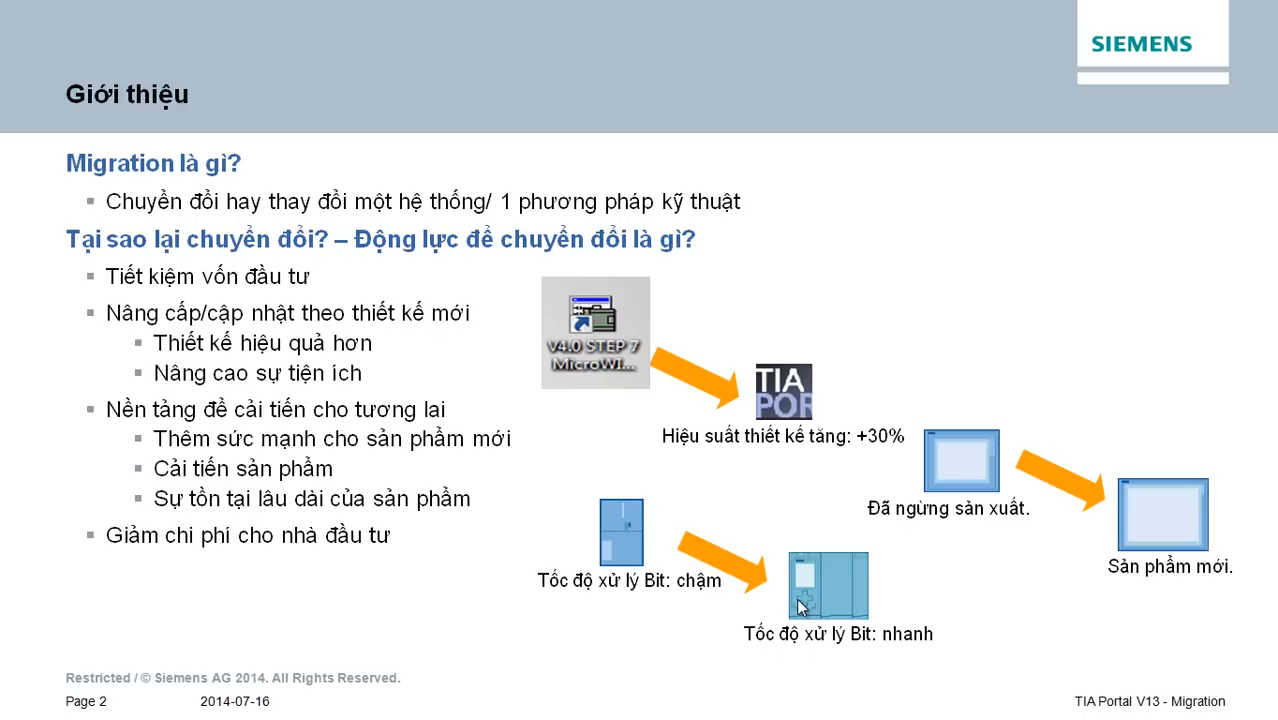 SIEMENS
Giới thiệu
Migration là gì?
Chuyển đổi hay thay đổi một hệ thống/ 1 phương pháp kỹ thuật
Tại sao lại chuyển đổi? – Động lực để chuyển đổi là gì?
Tiết kiệm vốn đầu tư
Nâng cấp/cập nhật theo thiết kế mới
Thiết kế hiệu quả hơn
Nâng cao sự tiện ích
Nền tảng để cải tiến cho tương lai
Thêm sức mạnh cho sản phẩm mới
Cải tiến sản phẩm
Sự tồn tại lâu dài của sản phẩm
Giảm chi phí cho nhà đầu tư
V4.0 STEP 7
MicroWI...
TIA
POR
Hiệu suất thiết kế tăng: +30%
Đã ngừng sản xuất.
Sản phẩm mới.
Tốc độ xử lý Bit: chậm
Tốc độ xử lý Bit: nhanh
Restricted / © Siemens AG 2014. All Rights Reserved.
Page 2 2014-07-16 TIA Portal V13 - Migration